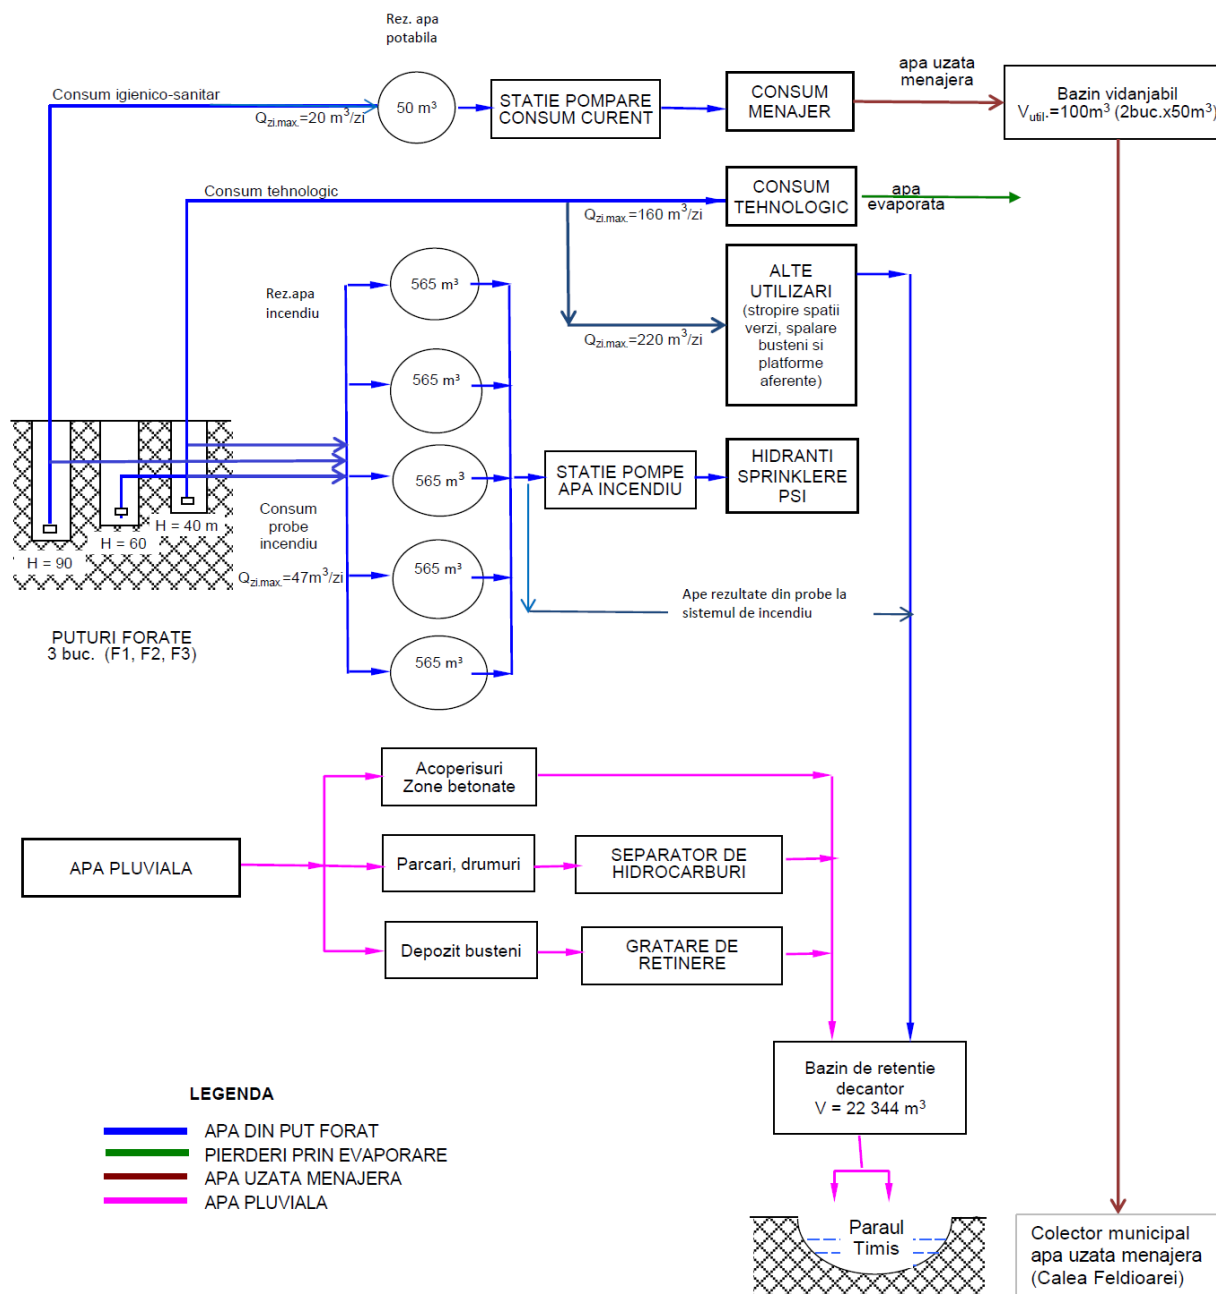 Rez. apa
potabila
Consum igienico-sanitar
Qzi.max.=20 m³/zi
50 m³
STATIE POMPARE
CONSUM CURENT
CONSUM
MENAJER
apa uzata
menajera
Bazin vidanjabil
Vutil.=100m³ (2buc.x50m³)
Consum tehnologic
Qzi.max.=160 m³/zi
CONSUM
TEHNOLOGIC
apa
evaporata
Rez.apa
incendiu
565 m³
565 m³
565 m³
565 m³
565 m³
Qzi.max.=220 m³/zi
ALTE
UTILIZARI
(stropire spatii
verzi, spalare
busteni si
platforme
aferente)
STATIE POMPE
APA INCENDIU
HIDRANTI
SPRINKLERE
PSI
H = 40 m
H = 60
H = 90
Consum
probe
incendiu
Qzi.max.=47m³/zi
Ape rezultate din probe la
sistemul de incendiu
PUTURI FORATE
3 buc. (F1, F2, F3)
Acoperisuri
Zone betonate
APA PLUVIALA
Parcari, drumuri
SEPARATOR DE
HIDROCARBURI
Depozit busteni
GRATARE DE
RETINERE
Bazin de retentie
decantor
V = 22 344 m³
LEGENDA
APA DIN PUT FORAT
PIERDERI PRIN EVAPORARE
APA UZATA MENAJERA
APA PLUVIALA
Paraul
Timis
Colector municipal
apa uzata menajera
(Calea Feldioarei)